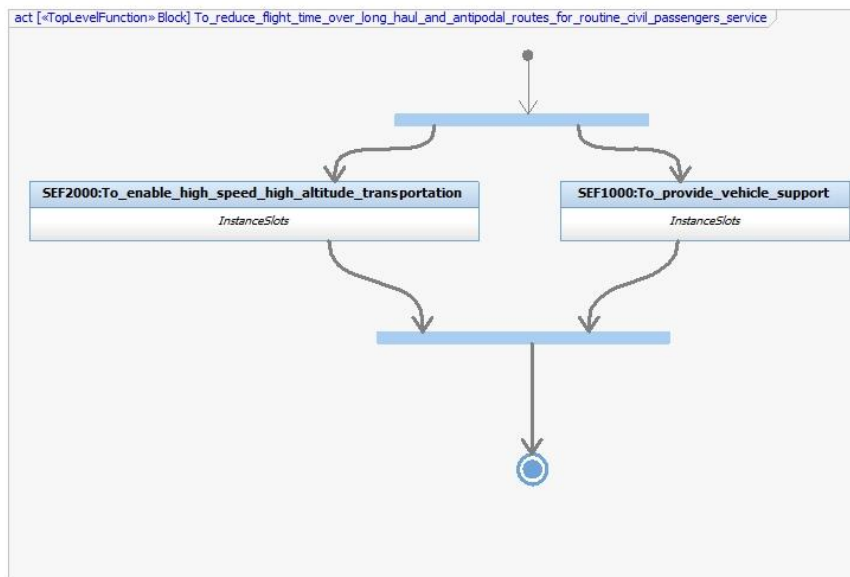 act [«TopLevelFunction» Block] To_reduce_flight_time_over_long_haul_and_antipodal_routes_for_routine_civil_passengers_service
SEF2000:To_enable_high_speed_high_altitude_transportation
InstanceSlots
SEF1000:To_provide_vehicle_support
InstanceSlots